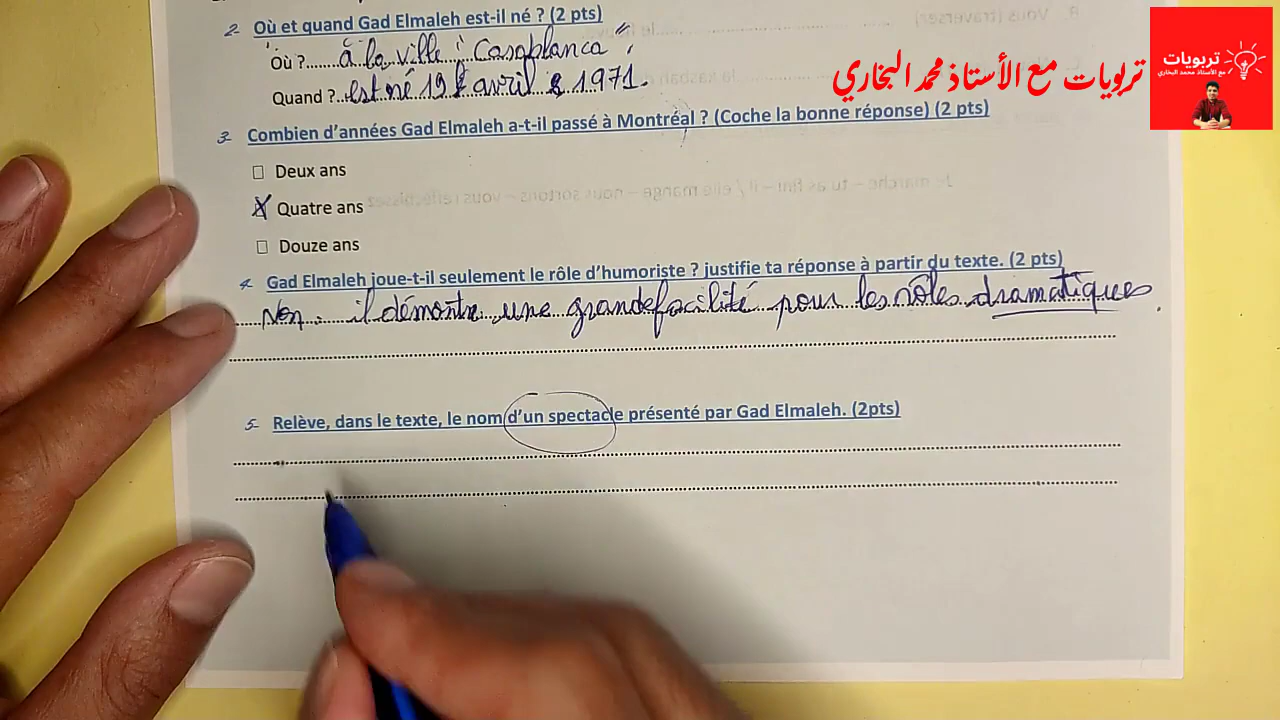 2- Où et quand Gad Elmaleh est-il né ? (2 pts)
Où ?......à la ville " Casablanca " .
Quand ?..est né 19 avril 1971.
3- Combien d'années Gad Elmaleh a-t-il passé à Montréal ? (Coche la bonne réponse) (2 pts)
Deux ans
X Quatre ans
Douze ans
4- Gad Elmaleh joue-t-il seulement le rôle d'humoriste ? justifie ta réponse à partir du texte. (2 pts)
Non. il démontre une grande facilité pour les rôles dramatiques.
5- Relève, dans le texte, le nom d'un spectacle présenté par Gad Elmaleh. (2pts)
تربويات مع الأستاذ محمد البخاري
تربويات
مع الأستاذ محمد البخاري